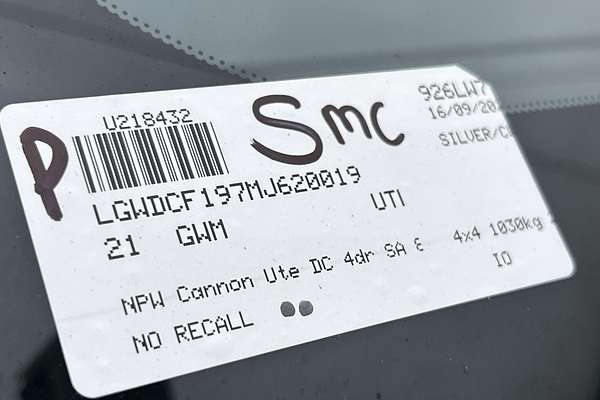 P
U218432
Smc
926LW7
16/09/20
SILVER/C
LGWDCF197MJ620019
21 GWM UTI
NPW Cannon Ute DC 4dr SA & 4x4 1030kg
NO RECALL IO